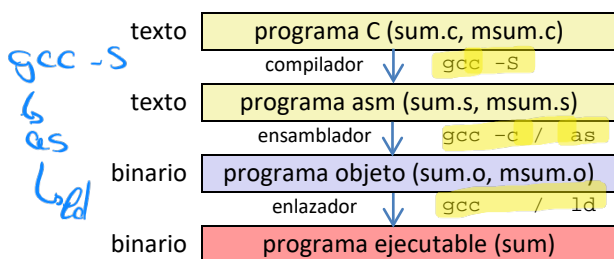 texto programa C (sum.c, msum.c)
compilador gcc -S
texto programa asm (sum.s, msum.s)
ensamblador gcc -c / as
binario programa objeto (sum.o, msum.o)
enlazador gcc / ld
binario programa ejecutable (sum)
gcc -S
as
ld